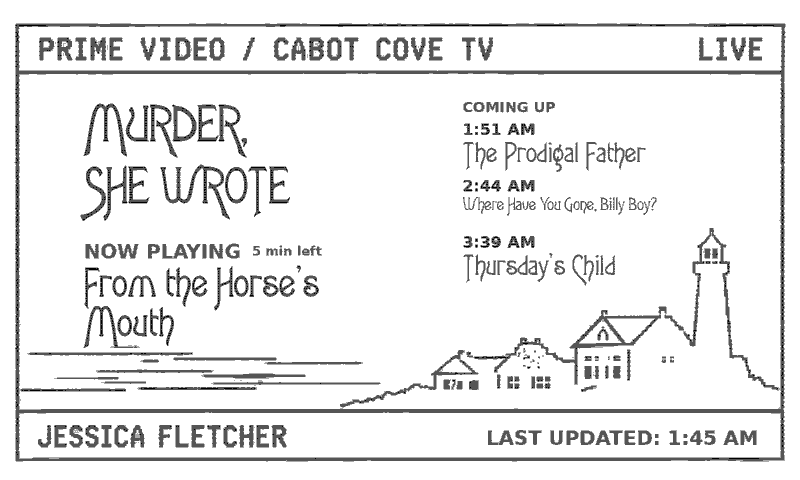 PRIME VIDEO / CABOT COVE TV
LIVE
MURDER,
SHE WROTE
NOW PLAYING 5 min left
From the Horse's
Mouth
COMING UP
1:51 AM
The Prodigal Father
2:44 AM
Where Have You Gone, Billy Boy?
3:39 AM
Thursday's Child
JESSICA FLETCHER
LAST UPDATED: 1:45 AM